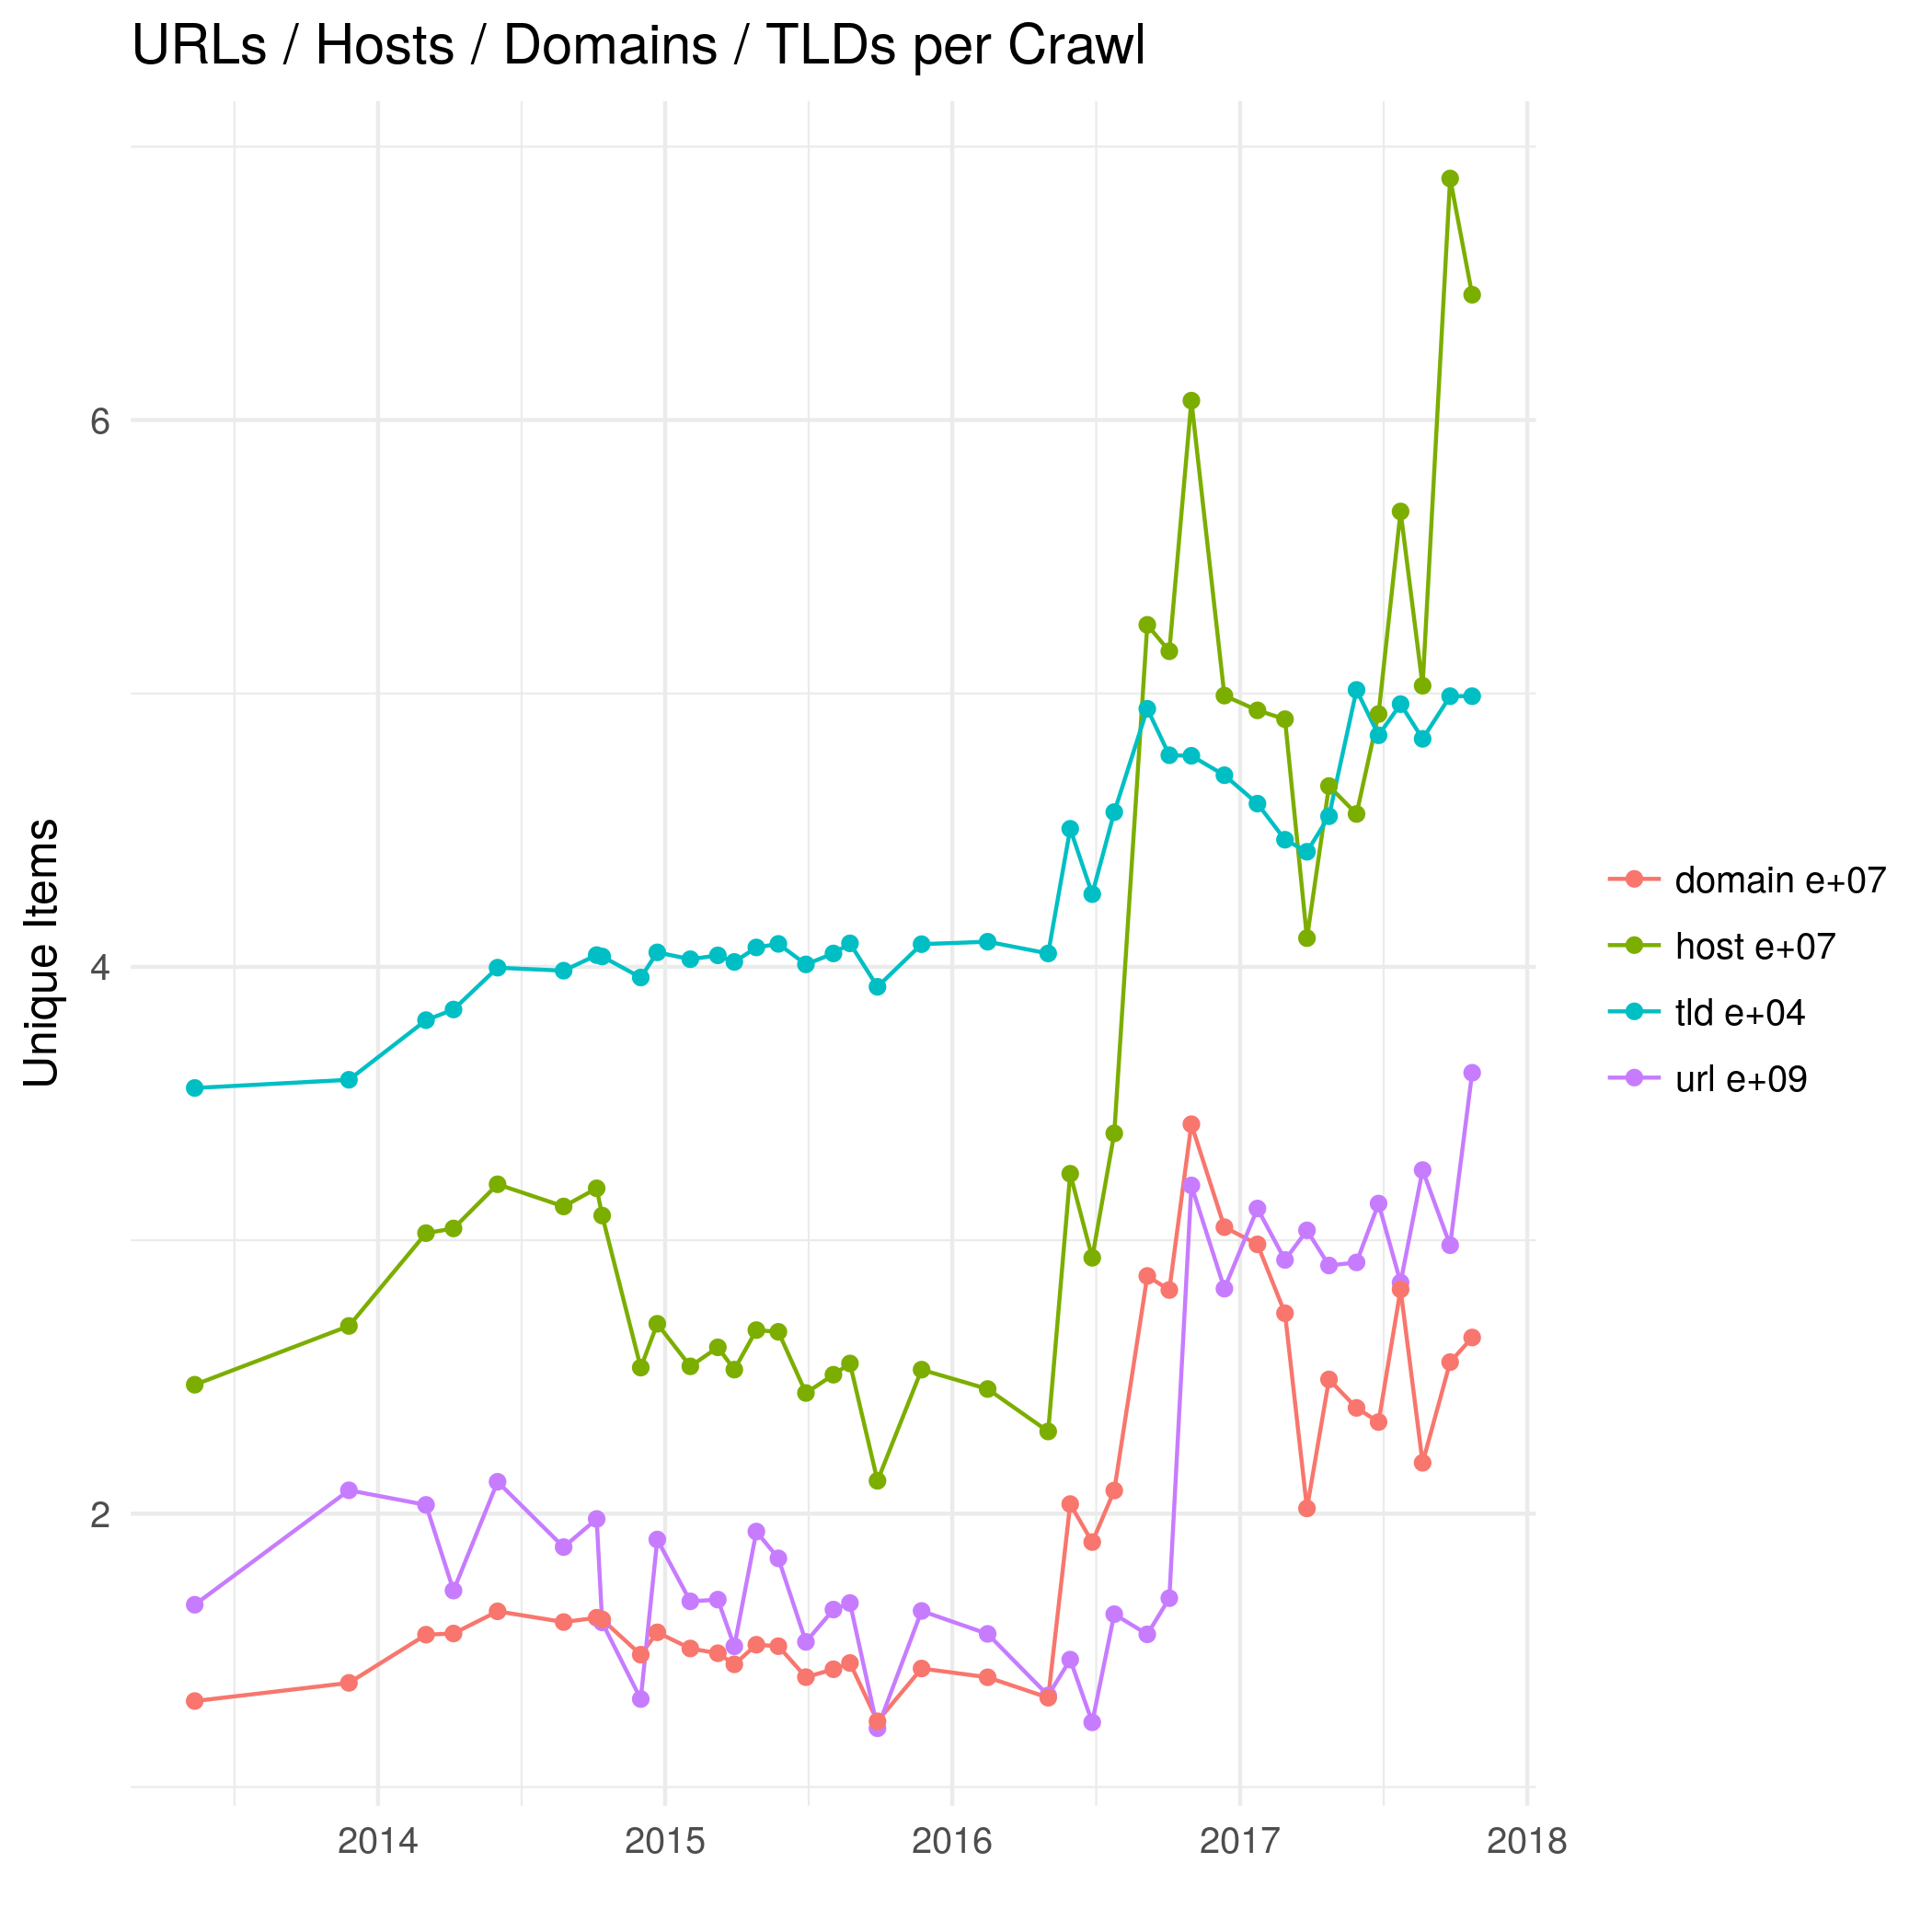 URLs / Hosts / Domains / TLDs per Crawl
Unique Items
6
4
2
2014
2015
2016
2017
2018
domain e+07
host e+07
tld e+04
url e+09